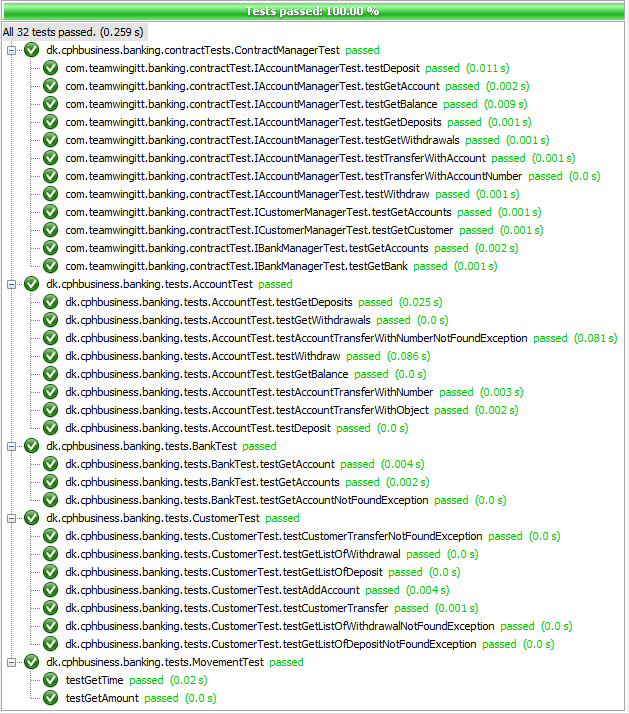 Tests passed: 100.00 %
All 32 tests passed. (0.259 s)
dk.cphbusiness.banking.contractTests.ContractManagerTest passed
com.teamwingitt.banking.contractTest.IAccountManagerTest.testDeposit passed (0.011 s)
com.teamwingitt.banking.contractTest.IAccountManagerTest.testGetAccount passed (0.002 s)
com.teamwingitt.banking.contractTest.IAccountManagerTest.testGetBalance passed (0.009 s)
com.teamwingitt.banking.contractTest.IAccountManagerTest.testGetDeposits passed (0.001 s)
com.teamwingitt.banking.contractTest.IAccountManagerTest.testGetWithdrawals passed (0.001 s)
com.teamwingitt.banking.contractTest.IAccountManagerTest.testTransferWithAccount passed (0.001 s)
com.teamwingitt.banking.contractTest.IAccountManagerTest.testTransferWithAccountNumber passed (0.0 s)
com.teamwingitt.banking.contractTest.IAccountManagerTest.testWithdraw passed (0.001 s)
com.teamwingitt.banking.contractTest.ICustomerManagerTest.testGetAccounts passed (0.001 s)
com.teamwingitt.banking.contractTest.ICustomerManagerTest.testGetCustomer passed (0.001 s)
com.teamwingitt.banking.contractTest.IBankManagerTest.testGetAccounts passed (0.002 s)
com.teamwingitt.banking.contractTest.IBankManagerTest.testGetBank passed (0.001 s)
dk.cphbusiness.banking.tests.AccountTest passed
dk.cphbusiness.banking.tests.AccountTest.testGetDeposits passed (0.025 s)
dk.cphbusiness.banking.tests.AccountTest.testGetWithdrawals passed (0.0 s)
dk.cphbusiness.banking.tests.AccountTest.testAccountTransferWithNumberNotFoundException passed (0.081 s)
dk.cphbusiness.banking.tests.AccountTest.testWithdraw passed (0.086 s)
dk.cphbusiness.banking.tests.AccountTest.testGetBalance passed (0.0 s)
dk.cphbusiness.banking.tests.AccountTest.testAccountTransferWithNumber passed (0.003 s)
dk.cphbusiness.banking.tests.AccountTest.testAccountTransferWithObject passed (0.002 s)
dk.cphbusiness.banking.tests.AccountTest.testDeposit passed (0.0 s)
dk.cphbusiness.banking.tests.BankTest passed
dk.cphbusiness.banking.tests.BankTest.testGetAccount passed (0.004 s)
dk.cphbusiness.banking.tests.BankTest.testGetAccounts passed (0.002 s)
dk.cphbusiness.banking.tests.BankTest.testGetAccountNotFoundException passed (0.0 s)
dk.cphbusiness.banking.tests.CustomerTest passed
dk.cphbusiness.banking.tests.CustomerTest.testCustomerTransferNotFoundException passed (0.0 s)
dk.cphbusiness.banking.tests.CustomerTest.testGetListOfWithdrawal passed (0.0 s)
dk.cphbusiness.banking.tests.CustomerTest.testGetListOfDeposit passed (0.0 s)
dk.cphbusiness.banking.tests.CustomerTest.testAddAccount passed (0.004 s)
dk.cphbusiness.banking.tests.CustomerTest.testCustomerTransfer passed (0.001 s)
dk.cphbusiness.banking.tests.CustomerTest.testGetListOfWithdrawalNotFoundException passed (0.0 s)
dk.cphbusiness.banking.tests.CustomerTest.testGetListOfDepositNotFoundException passed (0.0 s)
dk.cphbusiness.banking.tests.MovementTest passed
testGetTime passed (0.02 s)
testGetAmount passed (0.0 s)